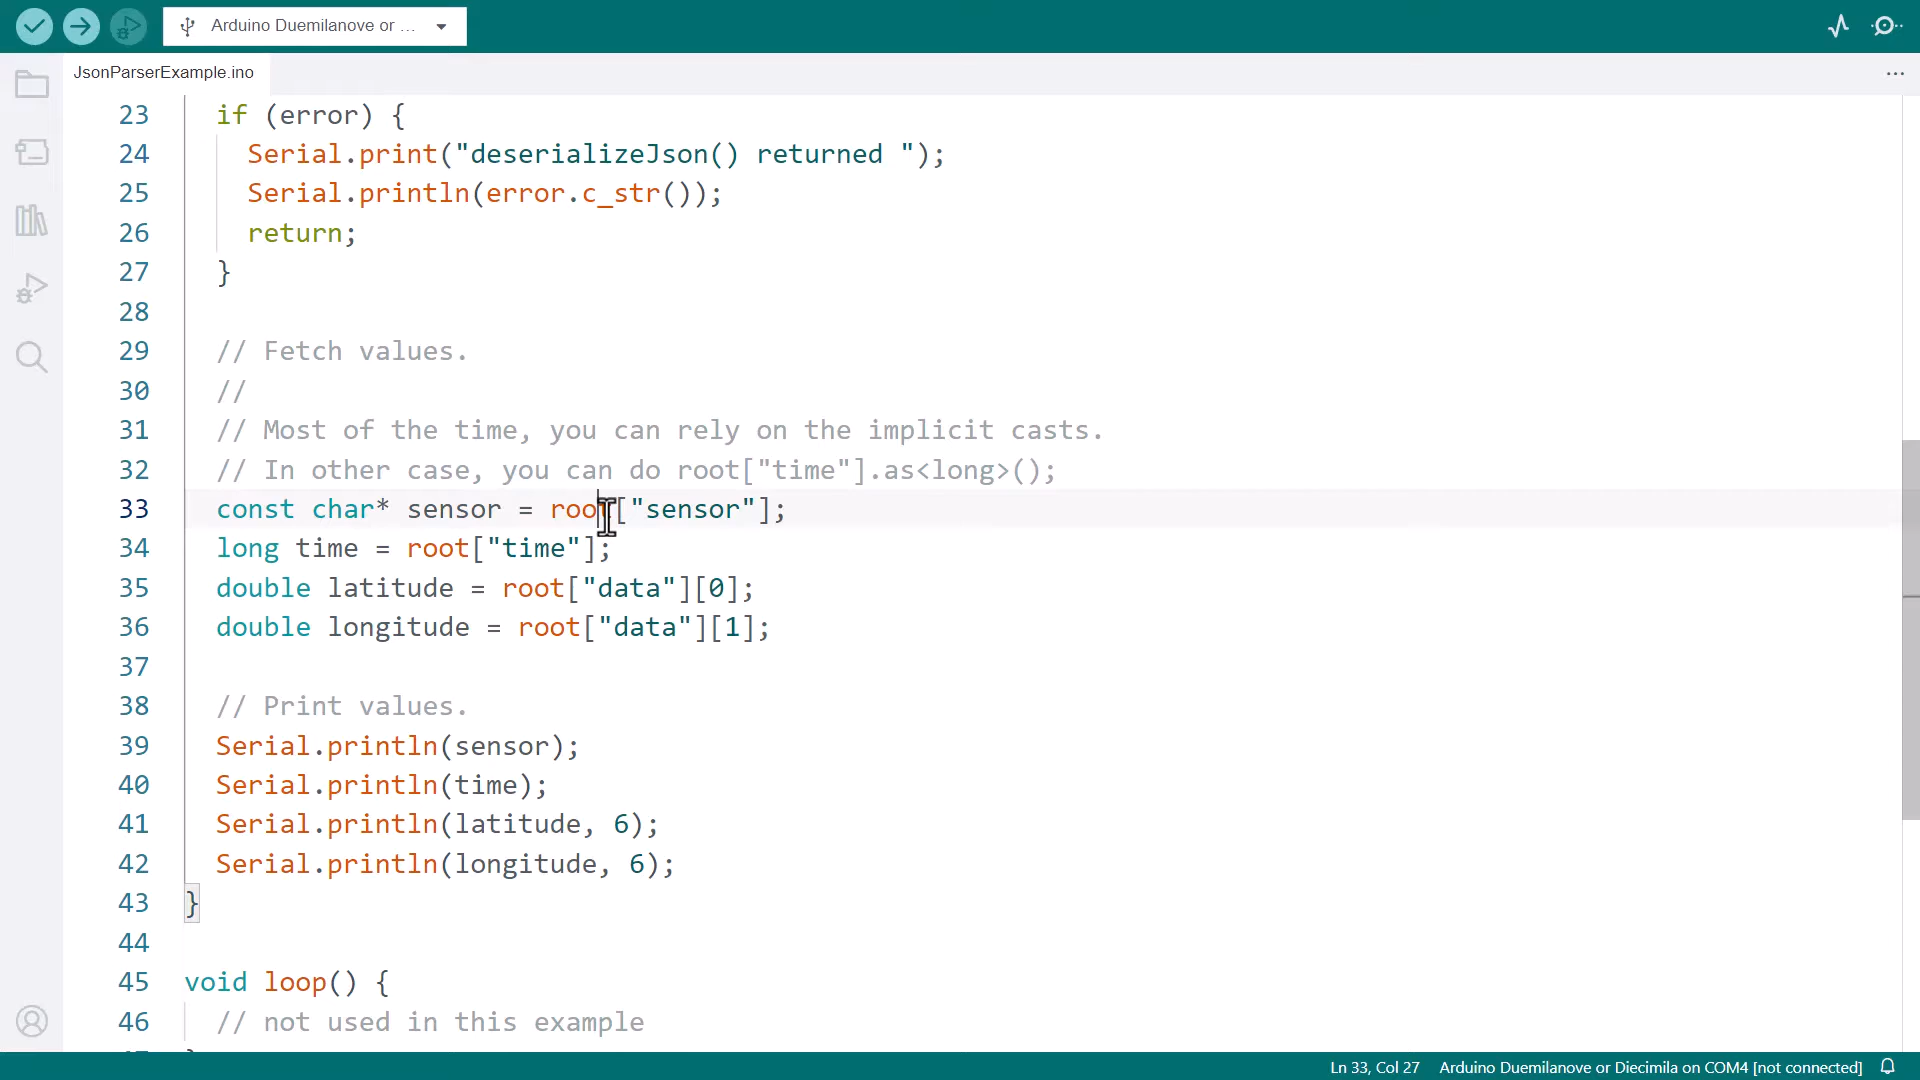 Arduino Duemilanove or ...
JsonParserExample.ino
23 if (error) {
24 Serial.print("deserializeJson() returned ");
25 Serial.println(error.c_str());
26 return;
27 }
28
29 // Fetch values.
30 //
31 // Most of the time, you can rely on the implicit casts.
32 // In other case, you can do root["time"].as<long>();
33 const char* sensor = root["sensor"];
34 long time = root["time"];
35 double latitude = root["data"][0];
36 double longitude = root["data"][1];
37
38 // Print values.
39 Serial.println(sensor);
40 Serial.println(time);
41 Serial.println(latitude, 6);
42 Serial.println(longitude, 6);
43 }
44
45 void loop() {
46 // not used in this example
Ln 33, Col 27 Arduino Duemilanove or Diecimila on COM4 [not connected]